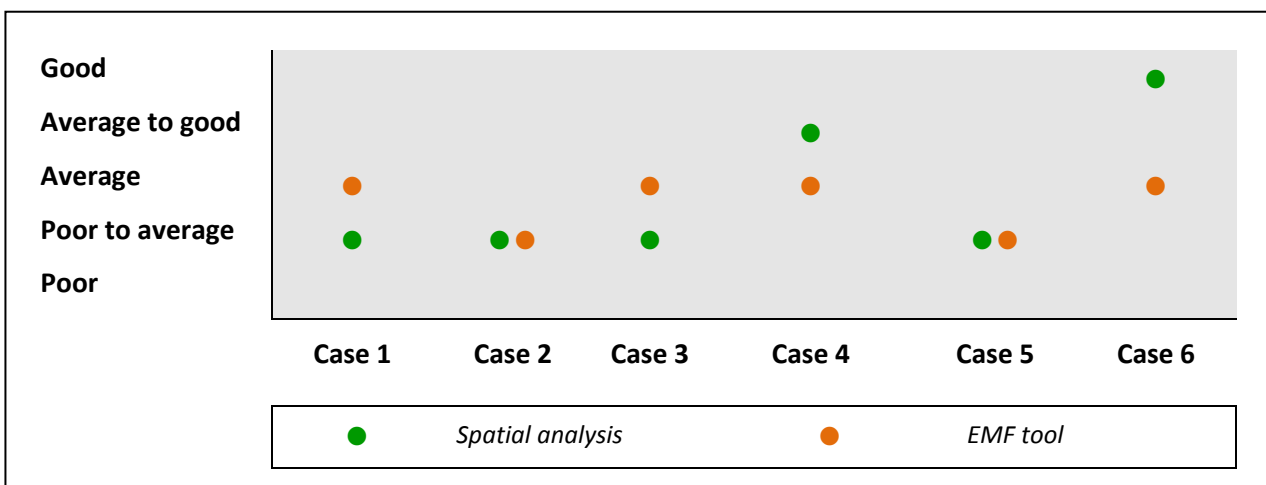 Good
Average to good
Average
Poor to average
Poor
Case 1 Case 2 Case 3 Case 4 Case 5 Case 6
Spatial analysis EMF tool